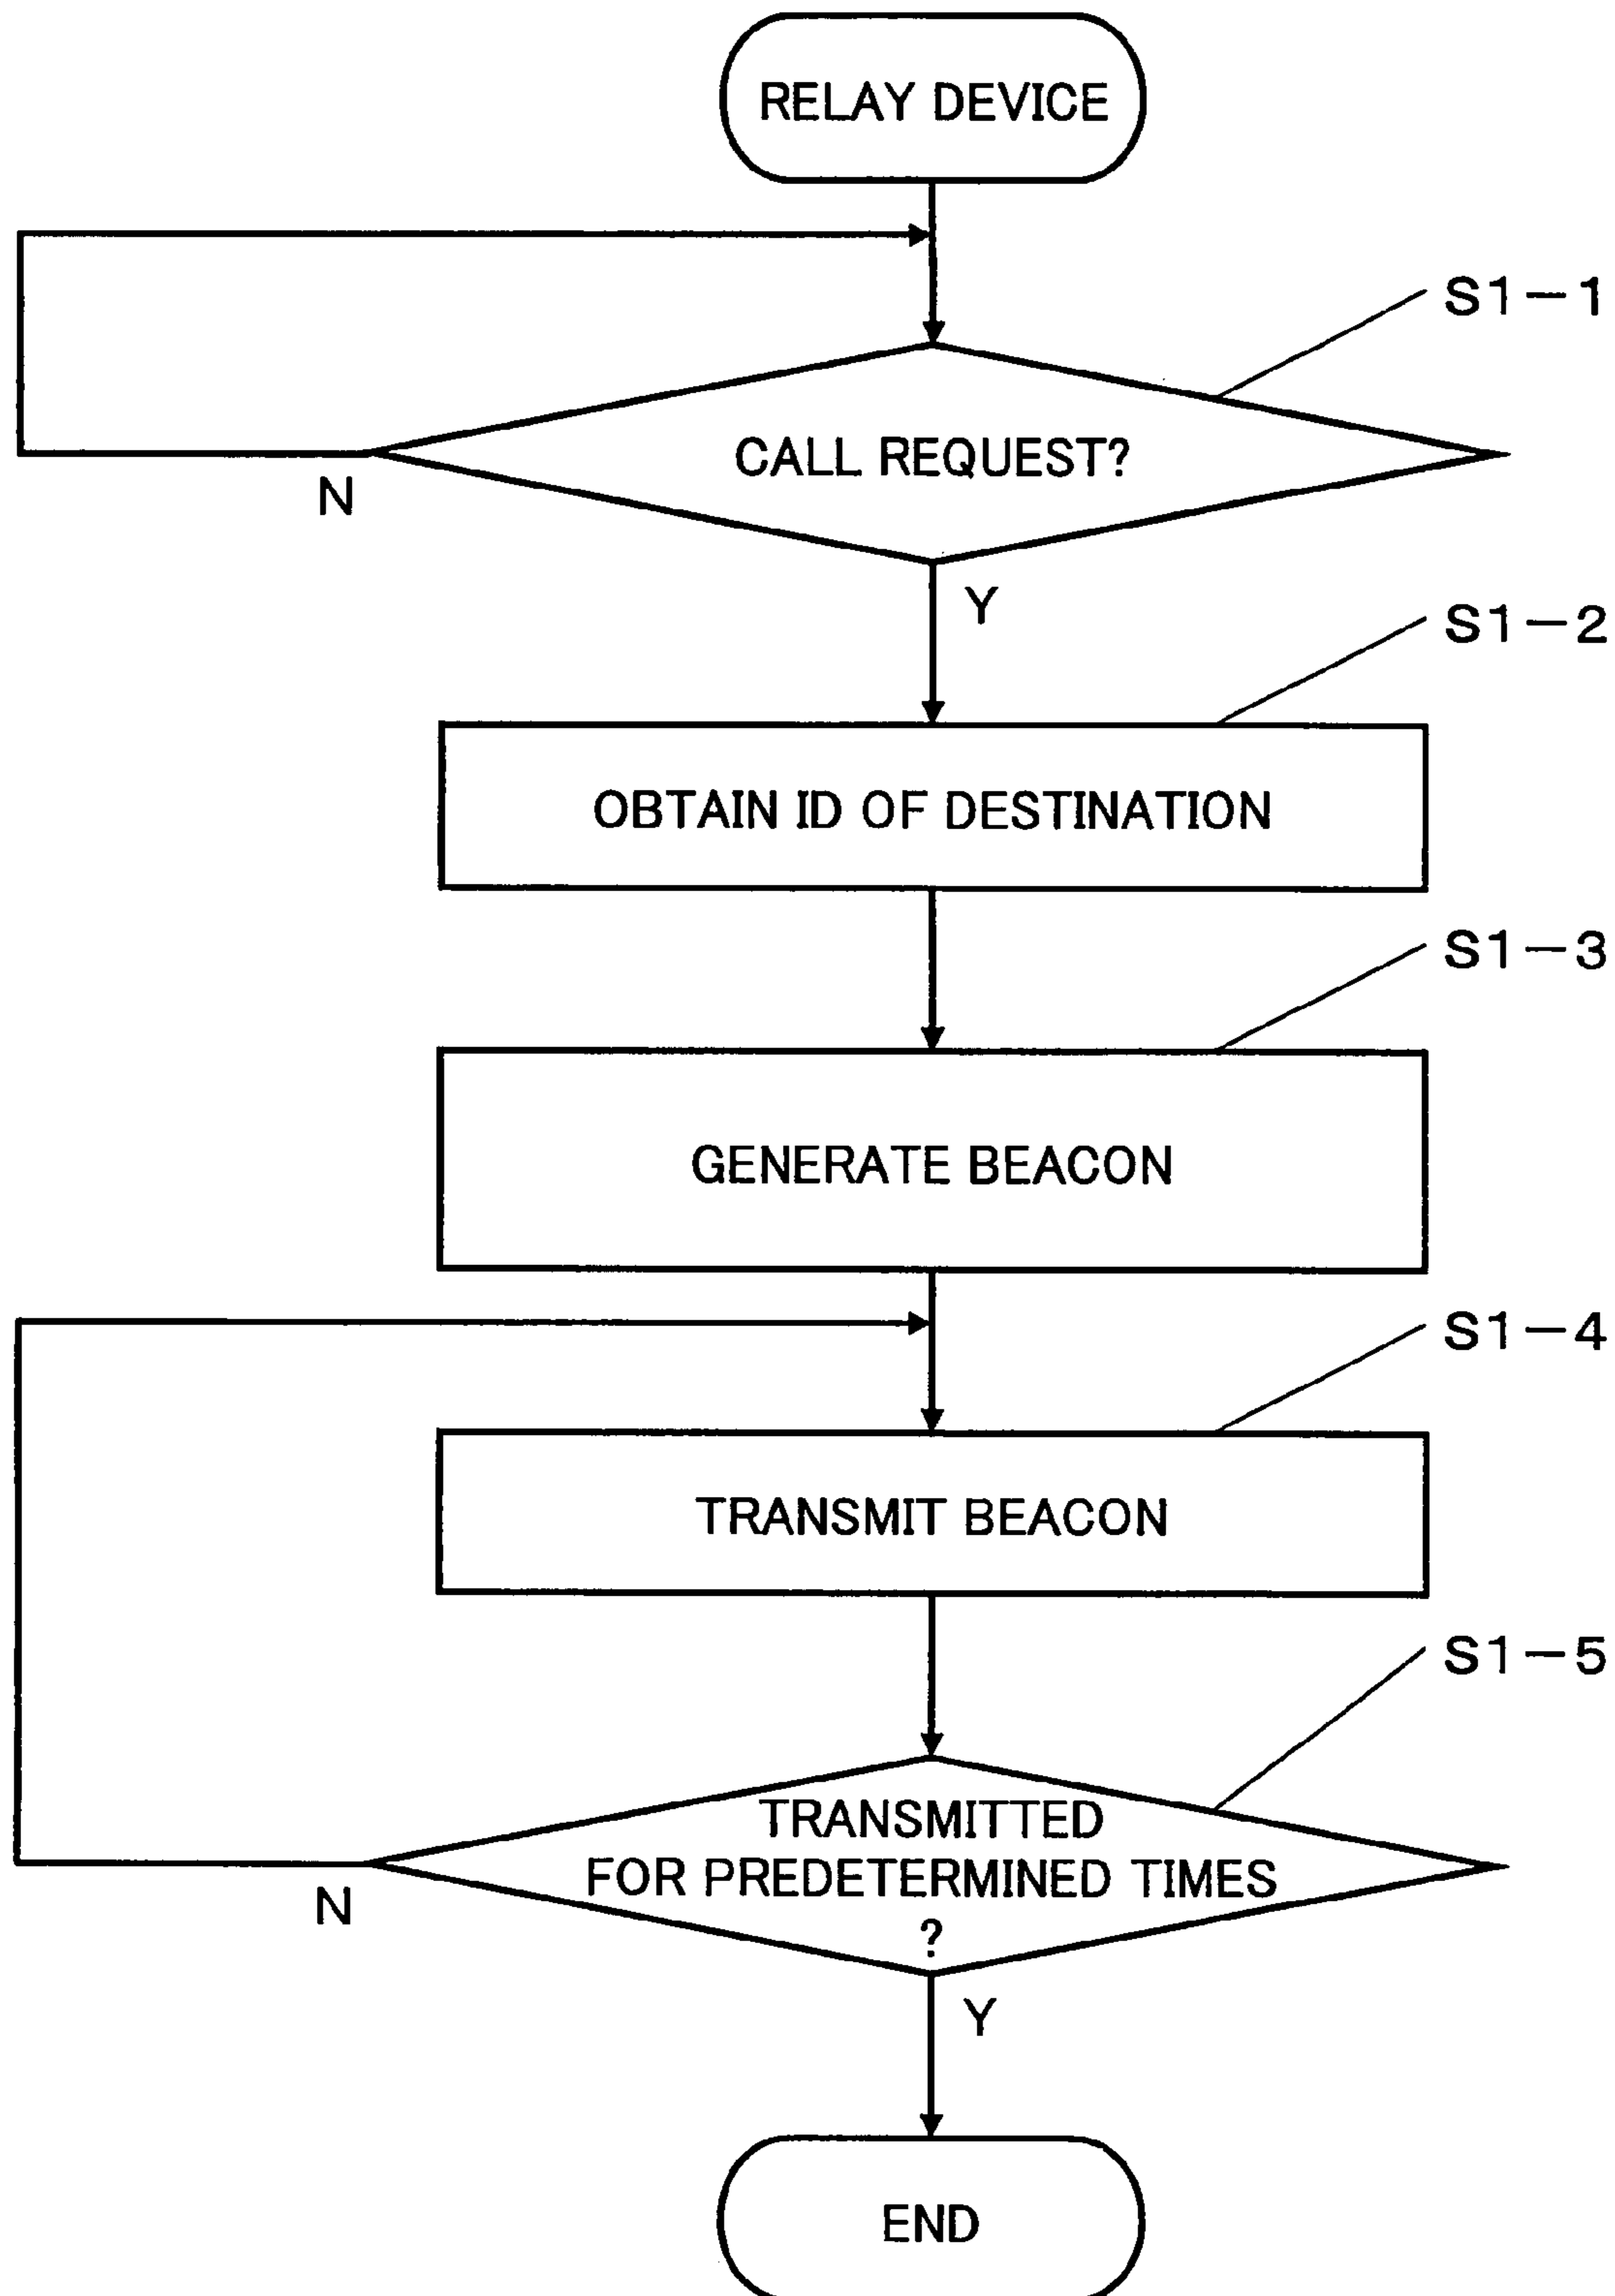 RELAY DEVICE
S1-1
CALL REQUEST?
N
Y
S1-2
OBTAIN ID OF DESTINATION
S1-3
GENERATE BEACON
S1-4
TRANSMIT BEACON
S1-5
TRANSMITTED
FOR PREDETERMINED TIMES
?
N
Y
END